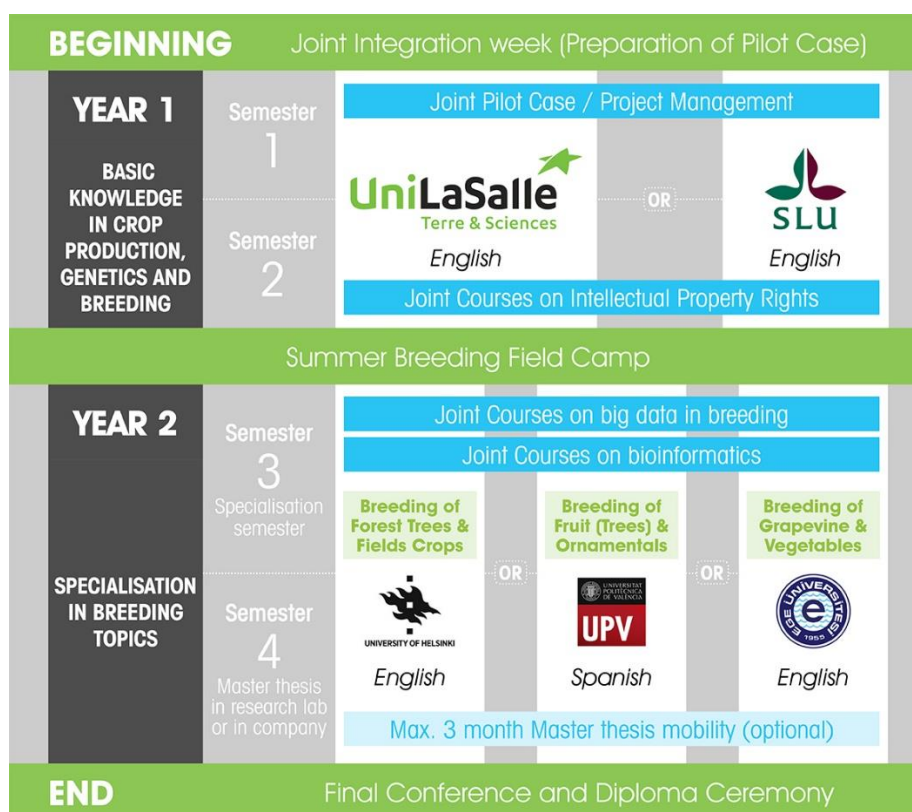 BEGINNING Joint Integration week (Preparation of Pilot Case)
YEAR 1
BASIC
KNOWLEDGE
IN CROP
PRODUCTION,
GENETICS AND
BREEDING
Semester
1
Semester
2
Joint Pilot Case / Project Management
UniLaSalle
Terre & Sciences
English
OR
SLU
English
Joint Courses on Intellectual Property Rights
Summer Breeding Field Camp
YEAR 2
SPECIALISATION
IN BREEDING
TOPICS
Semester
3
Specialisation
semester
Semester
4
Master thesis
in research lab
or in company
Joint Courses on big data in breeding
Joint Courses on bioinformatics
Breeding of
Forest Trees &
Fields Crops
UNIVERSITY OF HELSINKI
English
OR
Breeding of
Fruit (Trees) &
Ornamentals
UNIVERSITAT
POLITÈCNICA
DE VALÈNCIA
UPV
Spanish
OR
Breeding of
Grapevine &
Vegetables
EGE ÜNİVERSİTESİ
e
1955
English
Max. 3 month Master thesis mobility (optional)
END Final Conference and Diploma Ceremony